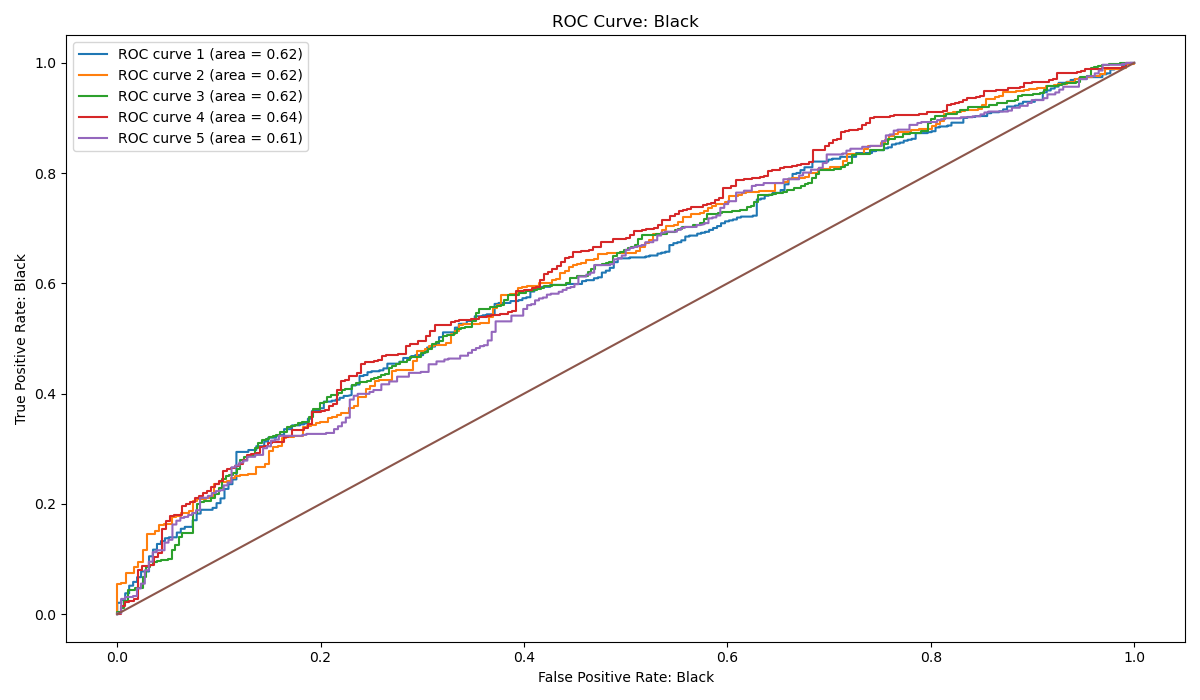 ROC Curve: Black
ROC curve 1 (area = 0.62)
ROC curve 2 (area = 0.62)
ROC curve 3 (area = 0.62)
ROC curve 4 (area = 0.64)
ROC curve 5 (area = 0.61)
True Positive Rate: Black
1.0
0.8
0.6
0.4
0.2
0.0
0.0 0.2 0.4 0.6 0.8 1.0
False Positive Rate: Black